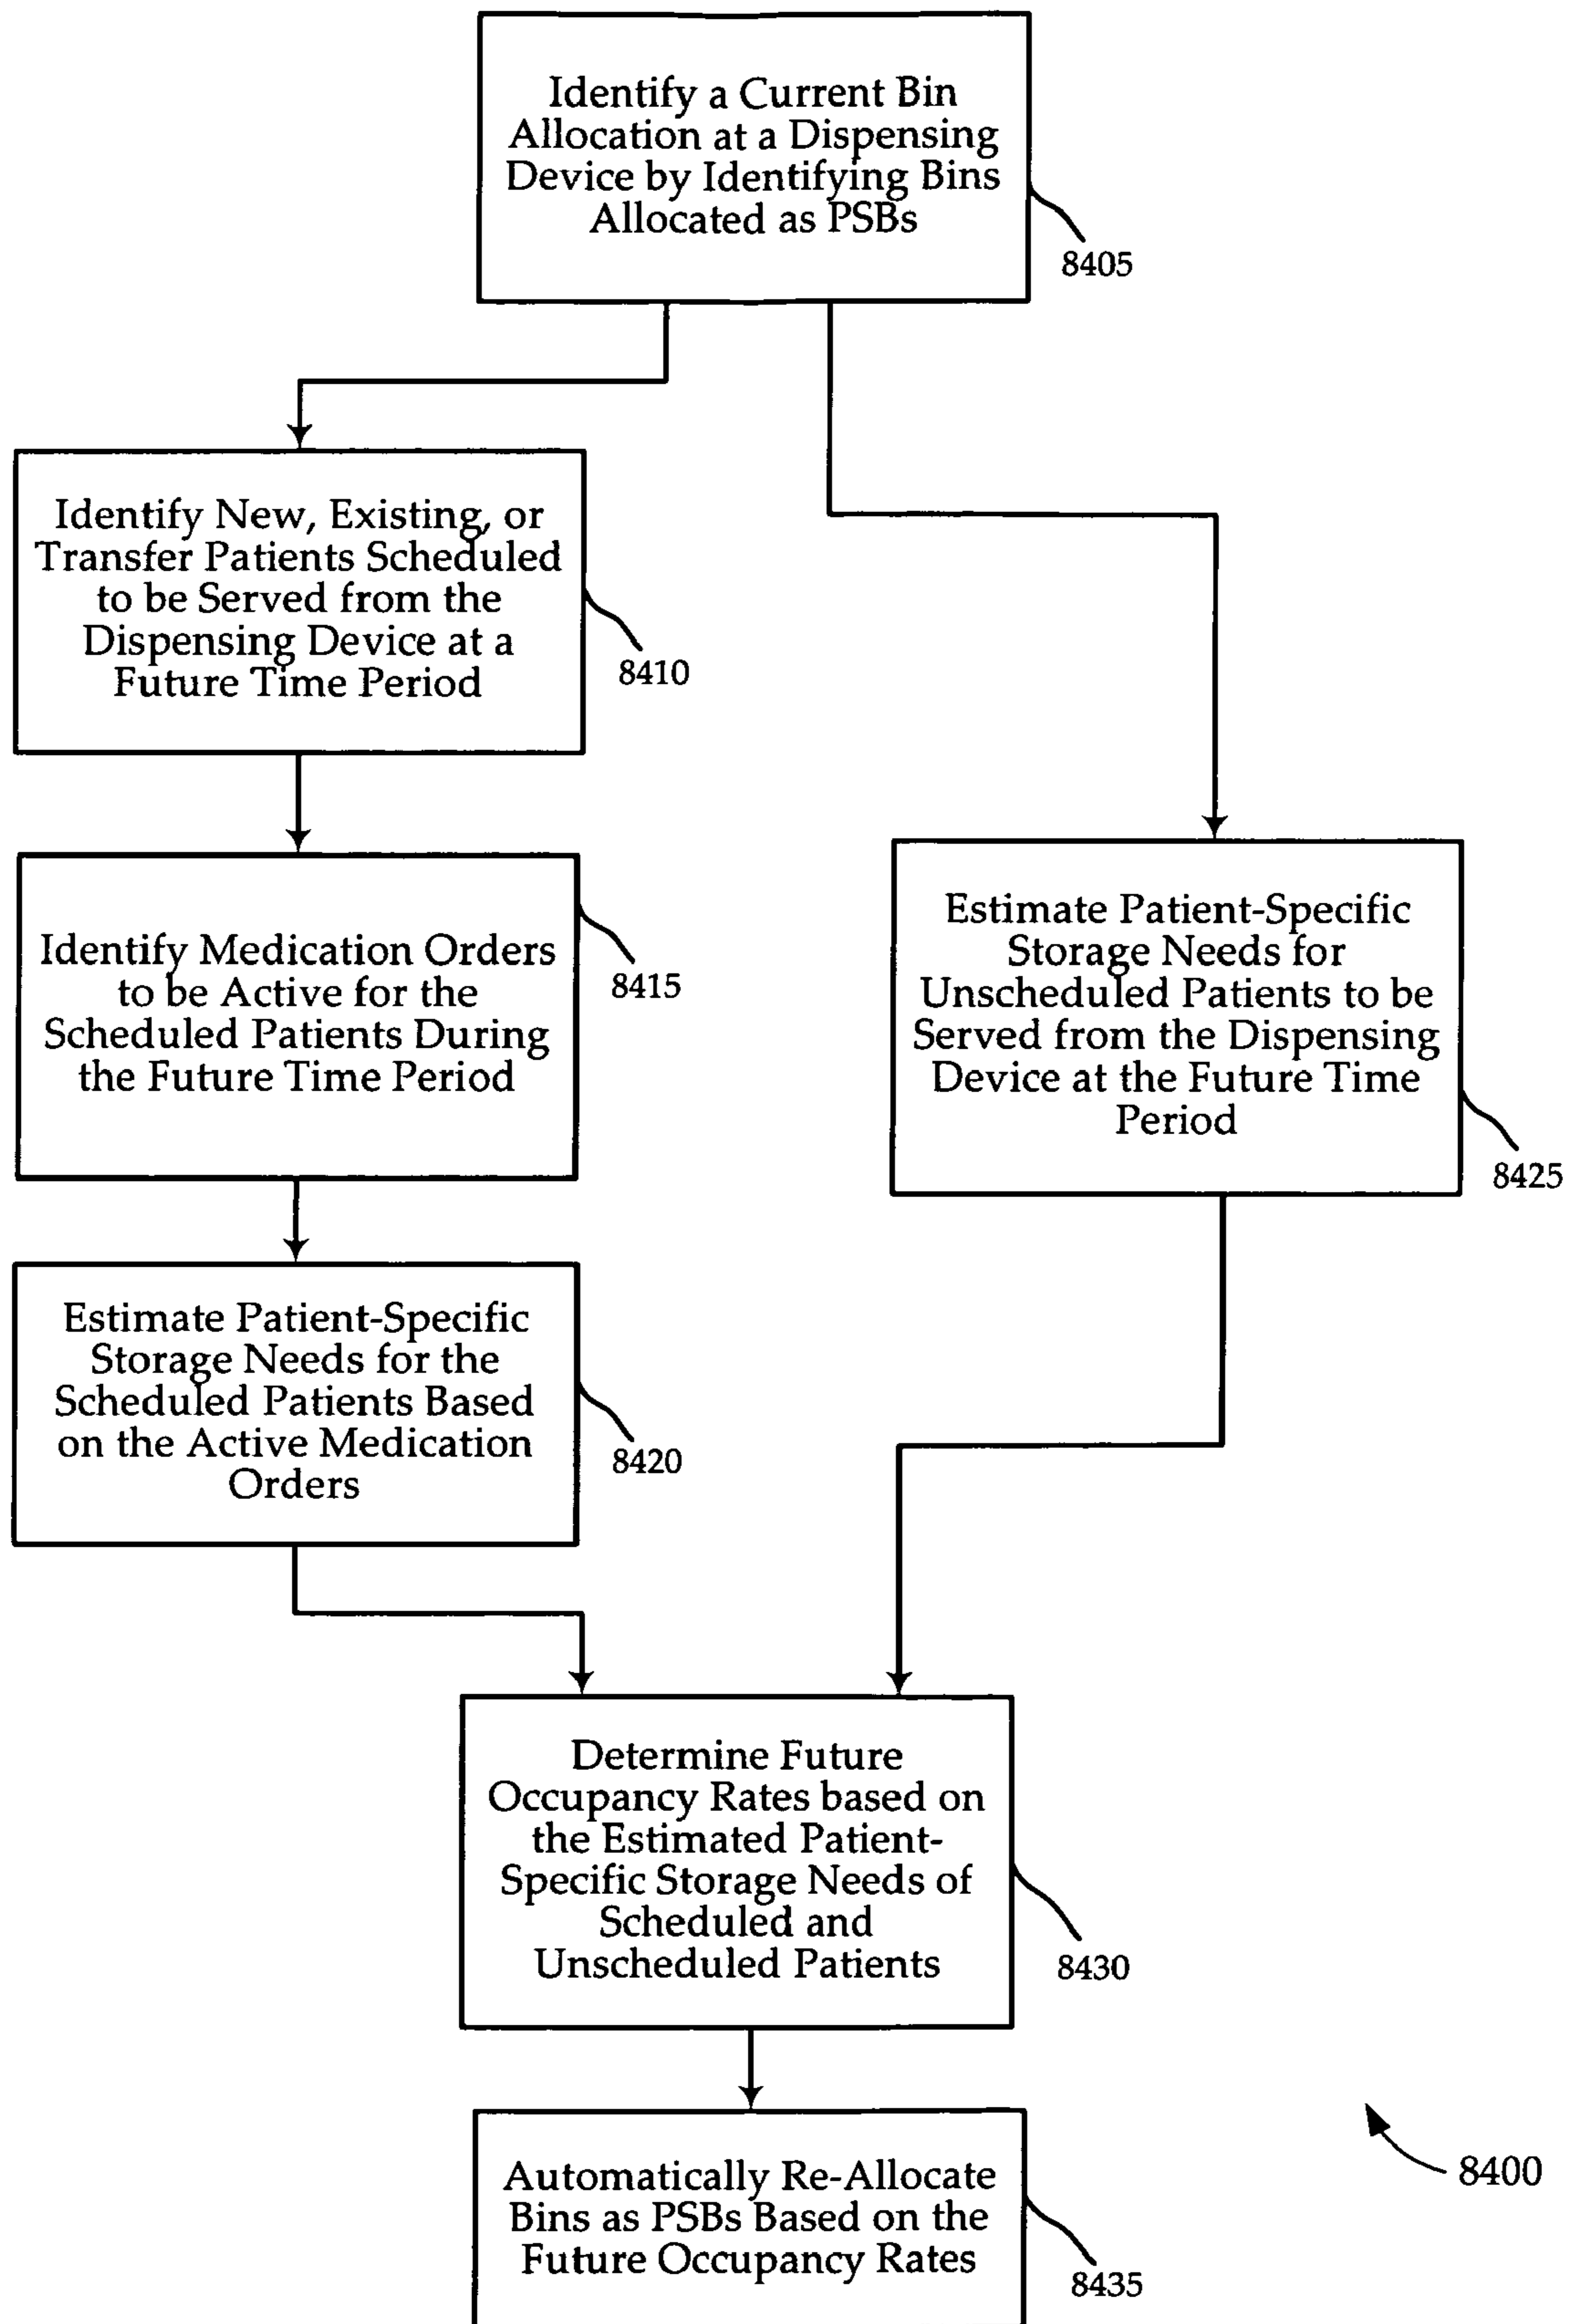 Identify a Current Bin
Allocation at a Dispensing
Device by Identifying Bins
Allocated as PSBs
8405
Identify New, Existing, or
Transfer Patients Scheduled
to be Served from the
Dispensing Device at a
Future Time Period
8410
Identify Medication Orders
to be Active for the
Scheduled Patients During
the Future Time Period
8415
Estimate Patient-Specific
Storage Needs for
Unscheduled Patients to be
Served from the Dispensing
Device at the Future Time
Period
8425
Estimate Patient-Specific
Storage Needs for the
Scheduled Patients Based
on the Active Medication
Orders
8420
Determine Future
Occupancy Rates based on
the Estimated Patient-
Specific Storage Needs of
Scheduled and
Unscheduled Patients
8430
Automatically Re-Allocate
Bins as PSBs Based on the
Future Occupancy Rates
8435
8400